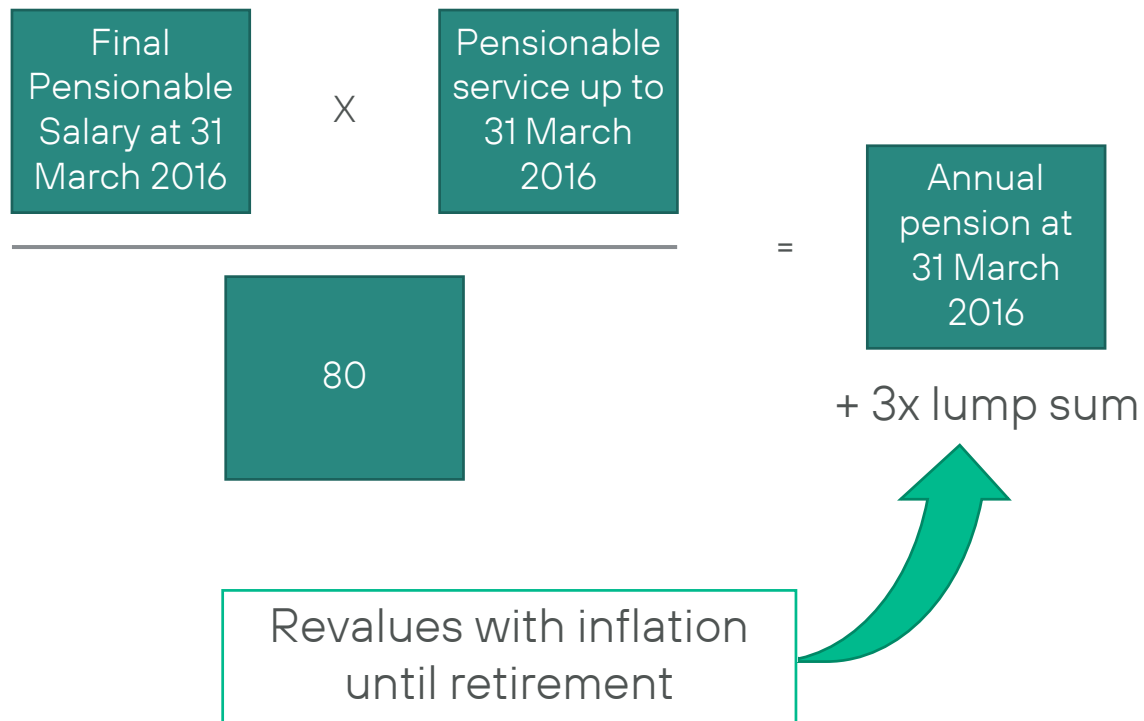 Final
Pensionable
Salary at 31
March 2016
X
Pensionable
service up to
31 March
2016
80
=
Annual
pension at
31 March
2016
+ 3x lump sum
Revalues with inflation
until retirement